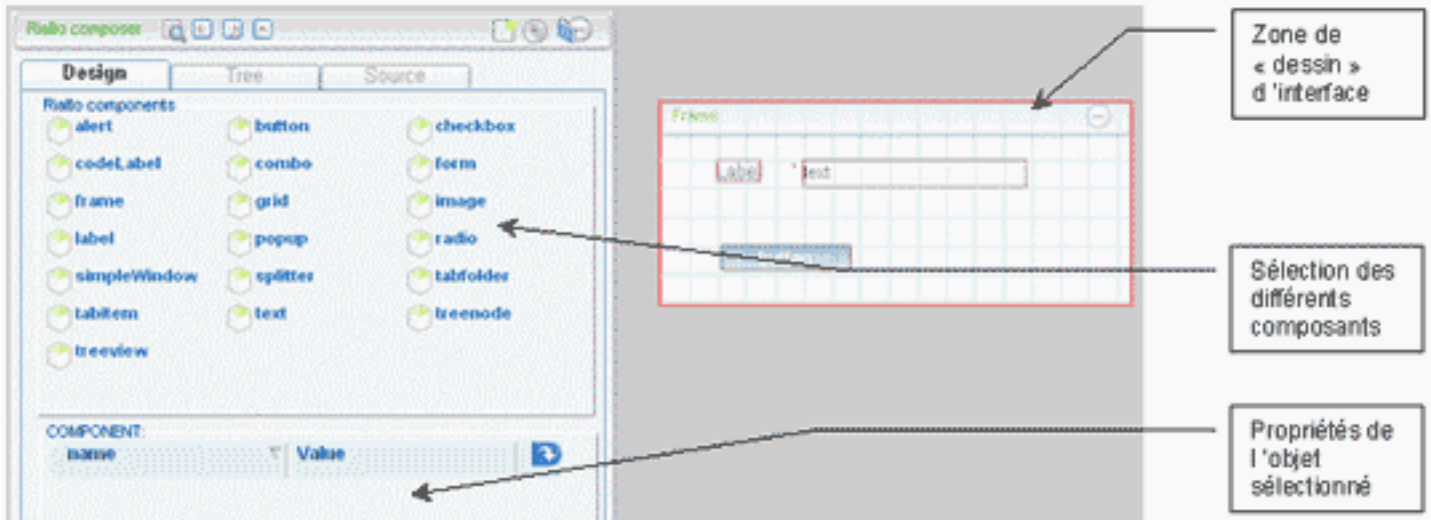 Rialto composer
Design Tree Source
Rialto components
alert button checkbox
codeLabel combo form
frame grid image
label popup radio
simpleWindow splitter tabfolder
tabitem text treenode
treeview
COMPONENT:
name Value
Frame
Label text
Zone de
« dessin »
d 'interface
Sélection des
différents
composants
Propriétés de
l 'objet
sélectionné